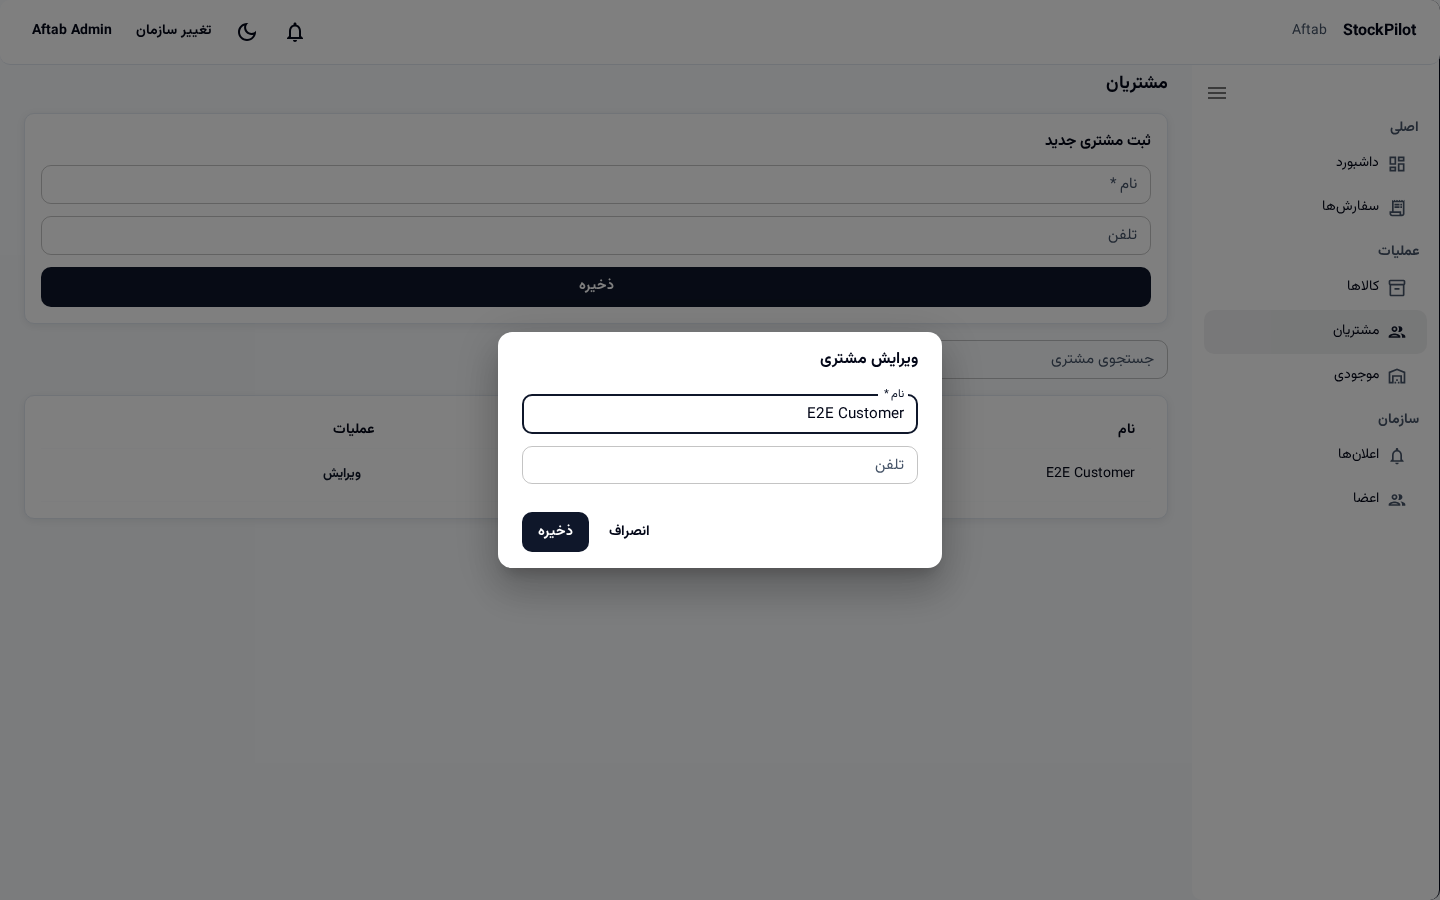 StockPilot
Aftab
تغییر سازمان
Aftab Admin
اصلی
داشبورد
سفارش‌ها
عملیات
کالاها
مشتریان
موجودی
سازمان
اعلان‌ها
اعضا
مشتریان
ثبت مشتری جدید
نام *
تلفن
ذخیره
جستجوی مشتری
نام
عملیات
E2E Customer
ویرایش
ویرایش مشتری
نام *
E2E Customer
تلفن
انصراف
ذخیره